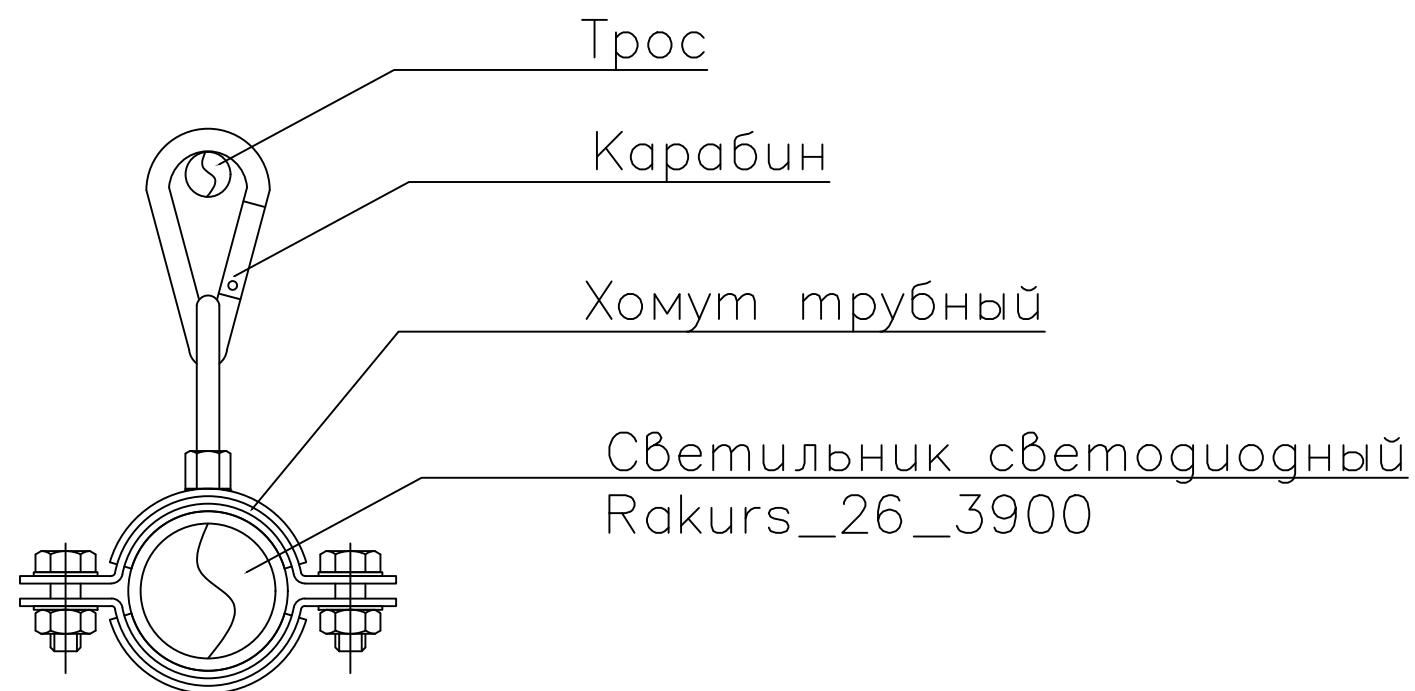 Трос
Карабин
Хомут трубный
Светильник светодиодный
Rakurs_26_3900